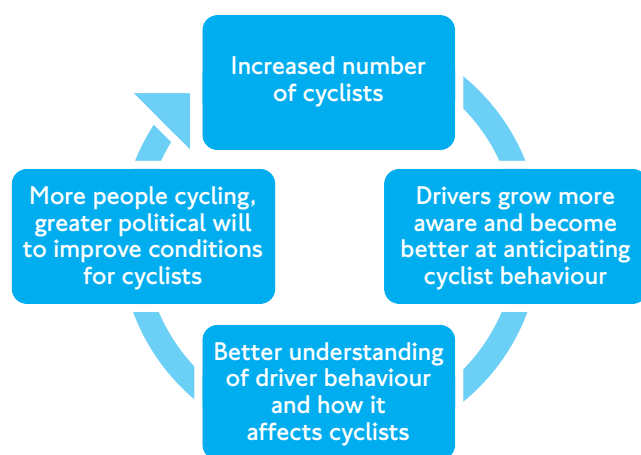 Increased number
of cyclists
Drivers grow more
aware and become
better at anticipating
cyclist behaviour
Better understanding
of driver behaviour
and how it
affects cyclists
More people cycling,
greater political will
to improve conditions
for cyclists